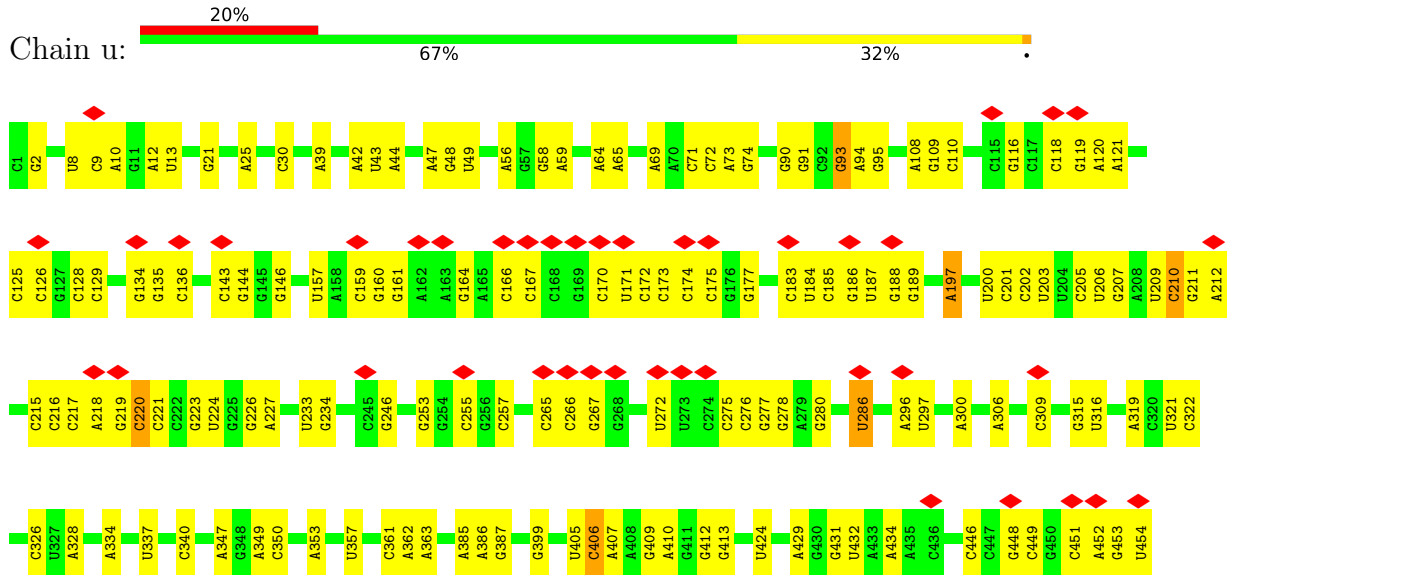 20%
Chain u:
67% 32% •
C1 G2 U8 C9 A10 G11 A12 U13 G21 A25 C30 A39 A42 U43 A44 A47 G48 U49 A56 G57 G58 A59 A64 A65 A69 A70 C71 C72 A73 G74 G90 G91 C92 G93 A94 G95 A108 G109 C110 C115 G116 C117 C118 G119 A120 A121
C125 C126 G127 C128 C129 G134 G135 C136 C143 G144 G145 G146 U157 A158 C159 G160 G161 A162 A163 G164 A165 C166 C167 C168 G169 C170 U171 C172 C173 C174 C175 G176 G177 C183 U184 C185 G186 U187 G188 G189 A197 U200 C201 C202 U203 U204 C205 U206 G207 A208 U209 C210 G211 A212
C215 C216 C217 A218 G219 C220 C221 C222 G223 U224 G225 G226 A227 U233 G234 C245 G246 G253 G254 C255 G256 C257 C265 C266 G267 G268 U272 U273 C274 C275 C276 G277 G278 A279 G280 U286 A296 U297 A300 A306 C309 G315 U316 A319 C320 U321 C322
C326 U327 A328 A334 U337 C340 A347 G348 A349 C350 A353 U357 C361 A362 A363 A385 A386 G387 G399 U405 C406 A407 A408 G409 A410 G411 G412 G413 U424 A429 G430 G431 U432 A433 A434 A435 C436 C446 C447 G448 C449 G450 C451 A452 G453 U454